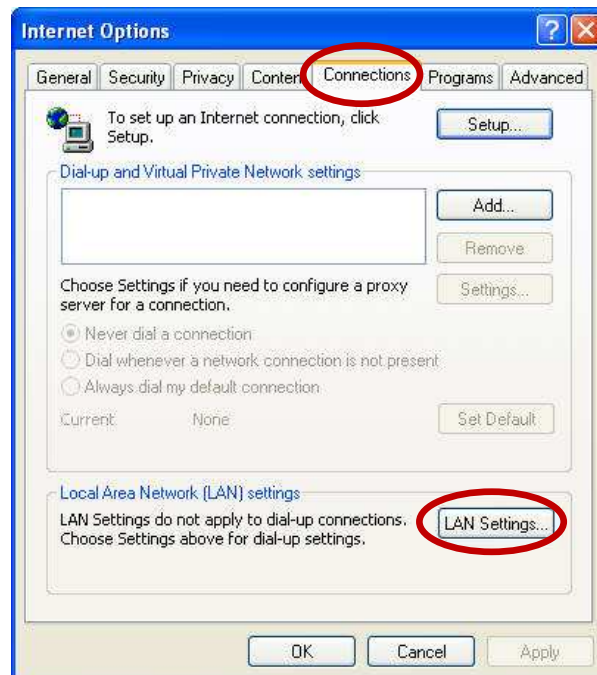 Internet Options
General Security Privacy Content Connections Programs Advanced
To set up an Internet connection, click
Setup.
Setup...
Dial-up and Virtual Private Network settings
Add...
Remove
Choose Settings if you need to configure a proxy
server for a connection.
Settings...
Never dial a connection
Dial whenever a network connection is not present
Always dial my default connection
Current None Set Default
Local Area Network (LAN) settings
LAN Settings do not apply to dial-up connections.
Choose Settings above for dial-up settings.
LAN Settings...
OK Cancel Apply